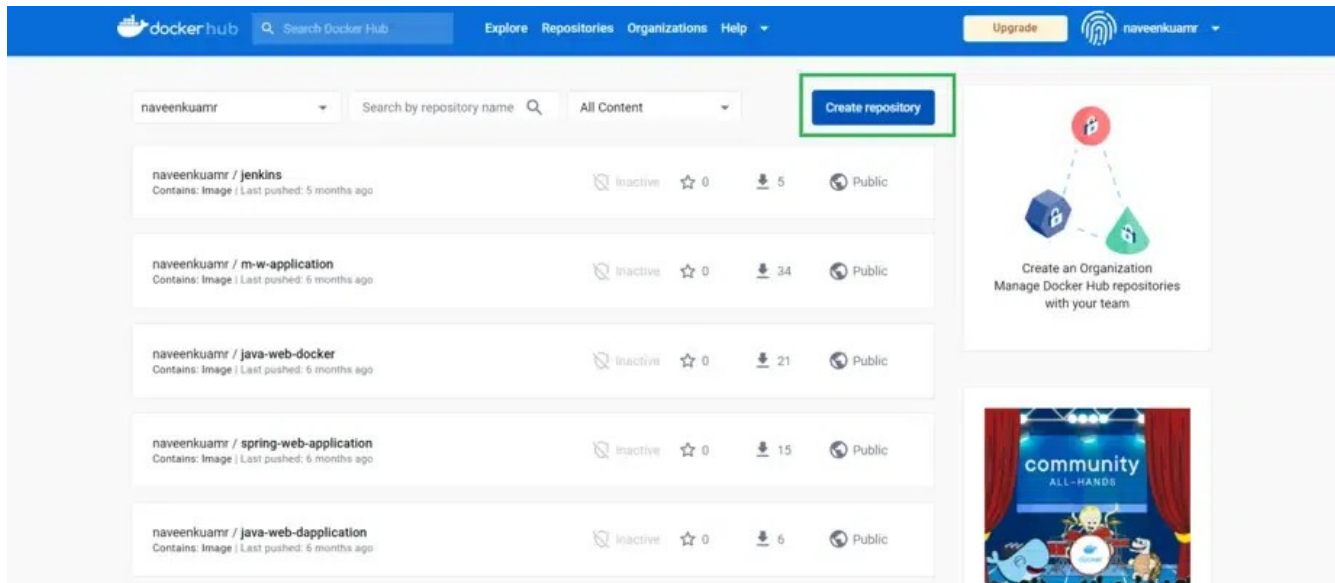 dockerhub Search Docker Hub Explore Repositories Organizations Help Upgrade naveenkuamr
naveenkuamr Search by repository name All Content Create repository
naveenkuamr / jenkins
Contains: Image | Last pushed: 5 months ago
Inactive 0 5 Public
naveenkuamr / m-w-application
Contains: Image | Last pushed: 6 months ago
Inactive 0 34 Public
naveenkuamr / java-web-docker
Contains: Image | Last pushed: 6 months ago
Inactive 0 21 Public
naveenkuamr / spring-web-application
Contains: Image | Last pushed: 6 months ago
Inactive 0 15 Public
naveenkuamr / java-web-dapplication
Contains: Image | Last pushed: 6 months ago
Inactive 0 6 Public
Create an Organization
Manage Docker Hub repositories
with your team
community
ALL-HANDS
docker